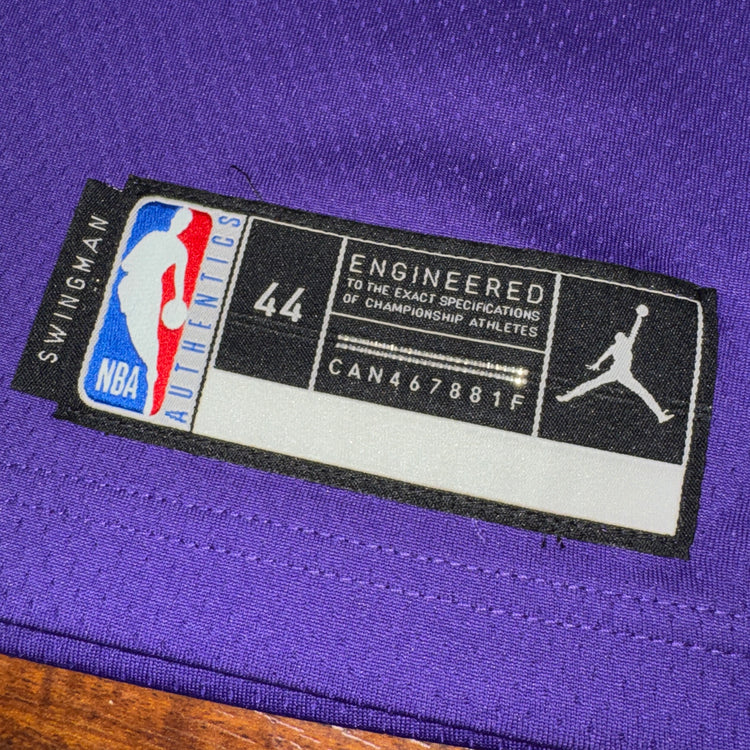 SWINGMAN
NBA
AUTHENTICS
44
ENGINEERED
TO THE EXACT SPECIFICATIONS
OF CHAMPIONSHIP ATHLETES
CAN467881F